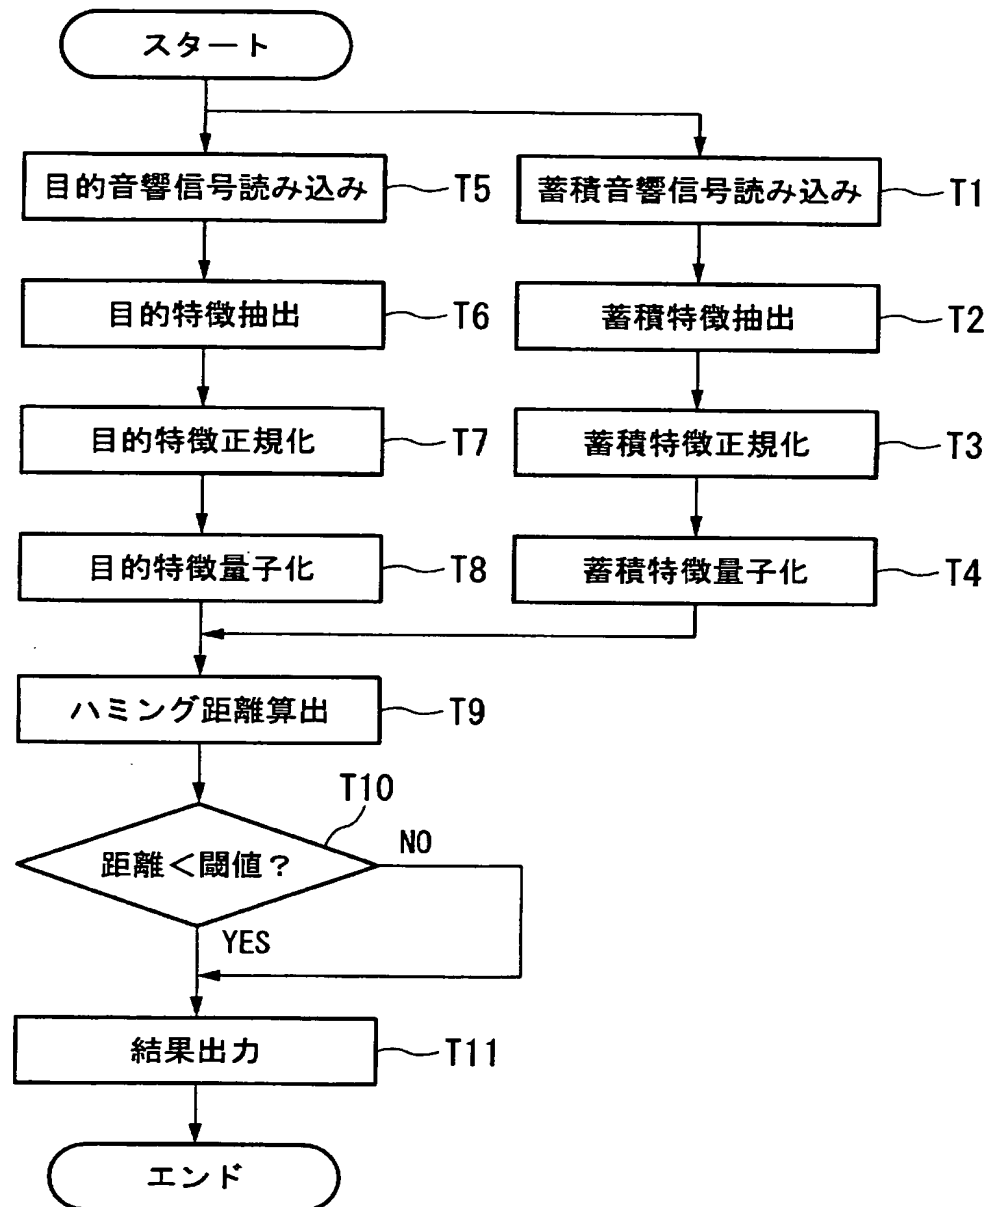 スタート
目的音響信号読み込み
T5
蓄積音響信号読み込み
T1
目的特徴抽出
T6
蓄積特徴抽出
T2
目的特徴正規化
T7
蓄積特徴正規化
T3
目的特徴量子化
T8
蓄積特徴量子化
T4
ハミング距離算出
T9
T10
距離<閾値?
NO
YES
結果出力
T11
エンド